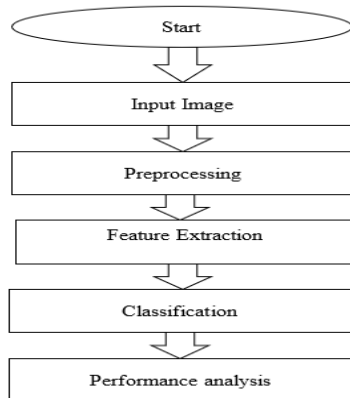 Start
Input Image
Preprocessing
Feature Extraction
Classification
Performance analysis